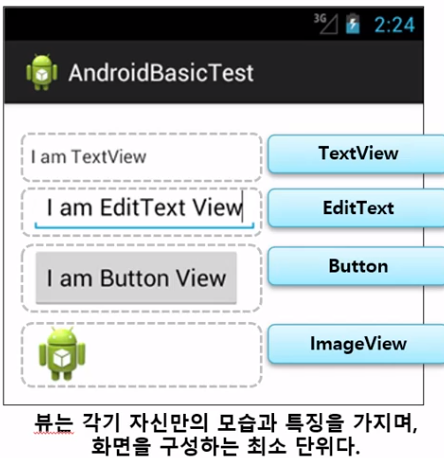 3G 2:24
AndroidBasicTest
I am TextView TextView
I am EditText View EditText
I am Button View Button
ImageView
뷰는 각기 자신만의 모습과 특징을 가지며,
화면을 구성하는 최소 단위다.